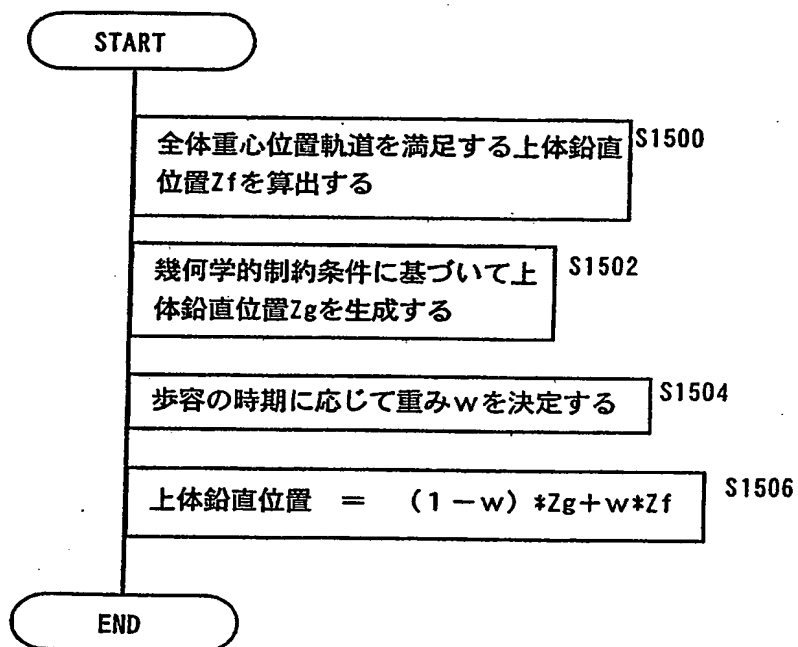 START
全体重心位置軌道を満足する上体鉛直
位置Zfを算出する
S1500
幾何学的制約条件に基づいて上
体鉛直位置Zgを生成する
S1502
歩容の時期に応じて重みwを決定する
S1504
上体鉛直位置 = (1-w)*Zg+w*Zf
S1506
END